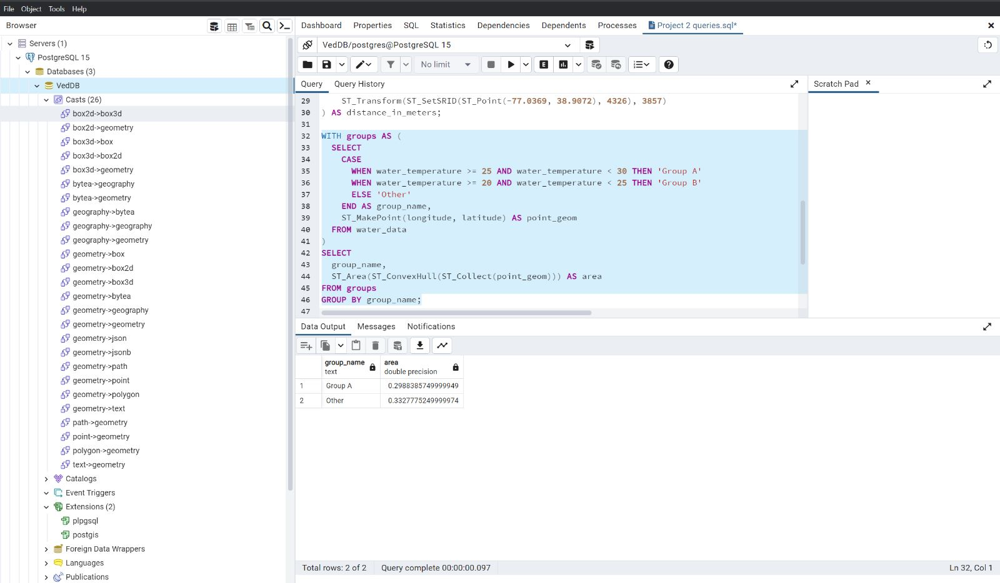 File Object Tools Help
Browser
Servers (1)
PostgreSQL 15
Databases (3)
VedDB
Casts (26)
box2d->box3d
box2d->geometry
box3d->box
box3d->box2d
box3d->geometry
bytea->geography
bytea->geometry
geography->bytea
geography->geography
geography->geometry
geometry->box
geometry->box2d
geometry->box3d
geometry->bytea
geometry->geography
geometry->geometry
geometry->json
geometry->jsonb
geometry->path
geometry->point
geometry->polygon
geometry->text
path->geometry
point->geometry
polygon->geometry
text->geometry
Catalogs
Event Triggers
Extensions (2)
plpgsql
postgis
Foreign Data Wrappers
Languages
Publications
Dashboard Properties SQL Statistics Dependencies Dependents Processes Project 2 queries.sql*
VedDB/postgres@PostgreSQL 15
No limit E
Query Query History
29 ST_Transform(ST_SetSRID(ST_Point(-77.0369, 38.9072), 4326), 3857)
30 ) AS distance_in_meters;
31
32 WITH groups AS (
33 SELECT
34 CASE
35 WHEN water_temperature >= 25 AND water_temperature < 30 THEN 'Group A'
36 WHEN water_temperature >= 20 AND water_temperature < 25 THEN 'Group B'
37 ELSE 'Other'
38 END AS group_name,
39 ST_MakePoint(longitude, latitude) AS point_geom
40 FROM water_data
41 )
42 SELECT
43 group_name,
44 ST_Area(ST_ConvexHull(ST_Collect(point_geom))) AS area
45 FROM groups
46 GROUP BY group_name;
47
Scratch Pad
Data Output Messages Notifications
group_name area
text double precision
1 Group A 0.2988385749999949
2 Other 0.3327775249999974
Total rows: 2 of 2 Query complete 00:00:00.097 Ln 32, Col 1